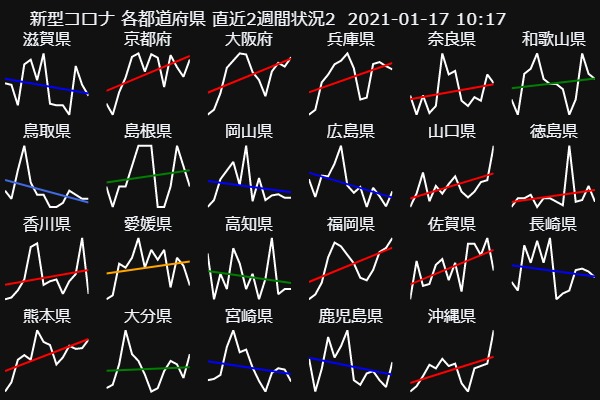 新型コロナ 各都道府県 直近2週間状況2 2021-01-17 10:17
滋賀県 京都府 大阪府 兵庫県 奈良県 和歌山県
鳥取県 島根県 岡山県 広島県 山口県 徳島県
香川県 愛媛県 高知県 福岡県 佐賀県 長崎県
熊本県 大分県 宮崎県 鹿児島県 沖縄県